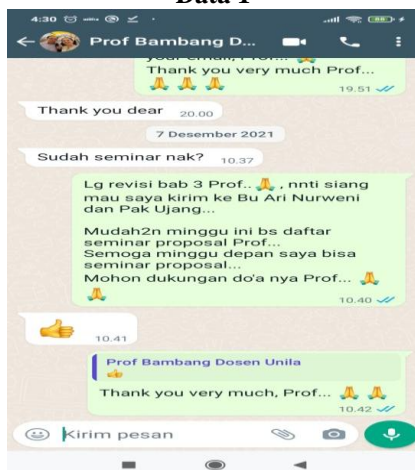 Data 1
4:30
Prof Bambang D...
your email, Prof...
Thank you very much Prof...
🙏 🙏 🙏
19.51
Thank you dear 20.00
7 Desember 2021
Sudah seminar nak? 10.37
Lg revisi bab 3 Prof.. 🙏 , nnti siang
mau saya kirim ke Bu Ari Nurweni
dan Pak Ujang...
Mudah2n minggu ini bs daftar
seminar proposal Prof...
Semoga minggu depan saya bisa
seminar proposal...
Mohon dukungan do'a nya Prof... 🙏
🙏
10.40
👍 10.41
Prof Bambang Dosen Unila
👍
Thank you very much, Prof... 🙏 🙏
10.42
Kirim pesan